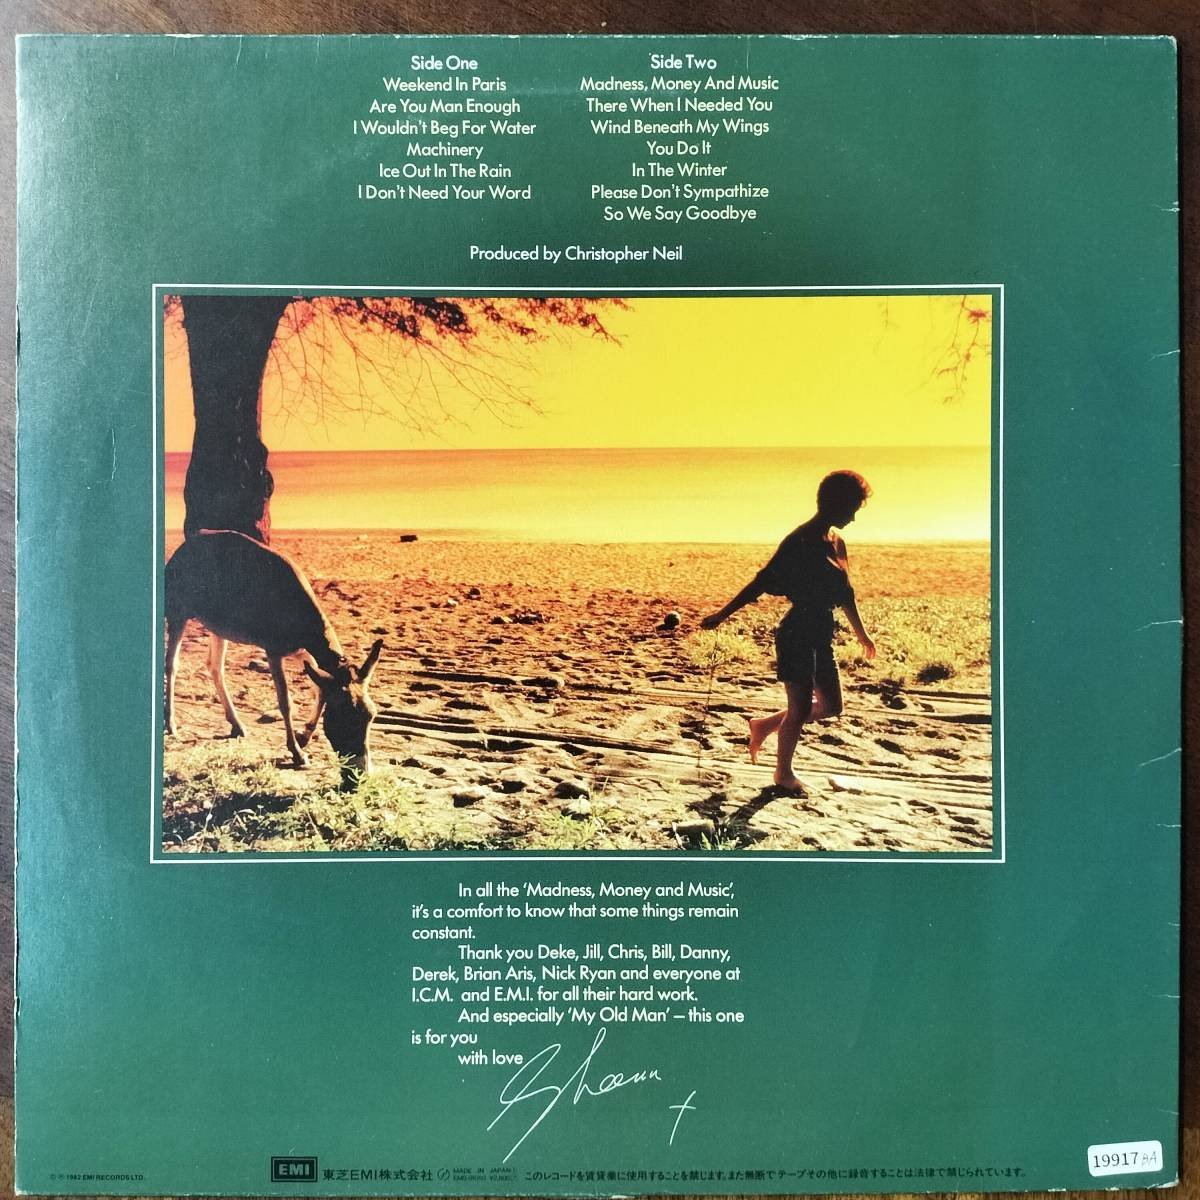 Side One
Weekend In Paris
Are You Man Enough
I Wouldn't Beg For Water
Machinery
Ice Out In The Rain
I Don't Need Your Word
Side Two
Madness, Money And Music
There When I Needed You
Wind Beneath My Wings
You Do It
In The Winter
Please Don't Sympathize
So We Say Goodbye
Produced by Christopher Neil
In all the 'Madness, Money and Music',
it's a comfort to know that some things remain
constant.
Thank you Deke, Jill, Chris, Bill, Danny,
Derek, Brian Aris, Nick Ryan and everyone at
I.C.M. and E.M.I. for all their hard work.
And especially 'My Old Man' – this one
is for you
with love
Sheena
© ℗ 1982 EMI RECORDS LTD.
EMI 東芝EMI株式会社 MADE IN JAPAN このレコードを賃貸業に使用することを禁じます。また無断でテープその他に録音することは法律で禁じられています。
19917 BA